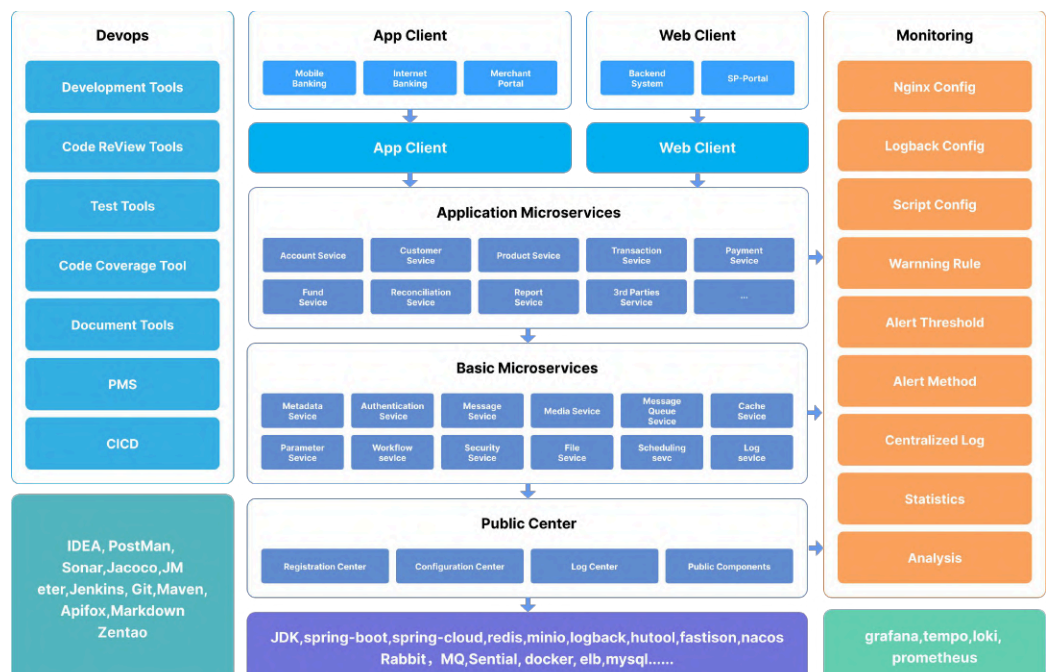 Devops
Development Tools
Code ReView Tools
Test Tools
Code Coverage Tool
Document Tools
PMS
CICD
IDEA, PostMan,
Sonar,Jacoco,JM
eter,Jenkins, Git,Maven,
Apifox,Markdown
Zentao
App Client
Mobile
Banking
Internet
Banking
Merchant
Portal
Web Client
Backend
System
SP-Portal
App Client
Web Client
Application Microservices
Account Sevice
Customer
Sevice
Product Sevice
Transaction
Sevice
Payment
Sevice
Fund
Sevice
Reconciliation
Sevice
Report
Sevice
3rd Parties
Service
...
Basic Microservices
Metadata
Sevice
Authentication
Sevice
Message
Sevice
Media Sevice
Message
Queue
Sevice
Cache
Sevice
Parameter
Sevice
Workflow
sevice
Security
Sevice
File
Sevice
Scheduling
sevc
Log
sevice
Public Center
Registration Center
Configuration Center
Log Center
Public Components
JDK,spring-boot,spring-cloud,redis,minio,logback,hutool,fastison,nacos
Rabbit，MQ,Sential, docker, elb,mysql......
Monitoring
Nginx Config
Logback Config
Script Config
Warnning Rule
Alert Threshold
Alert Method
Centralized Log
Statistics
Analysis
grafana,tempo,loki,
prometheus